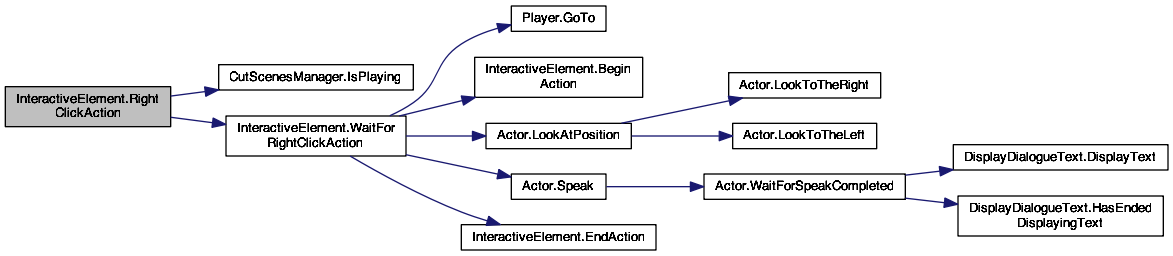 InteractiveElement.Right
ClickAction
CutScenesManager.IsPlaying
InteractiveElement.WaitFor
RightClickAction
Player.GoTo
InteractiveElement.Begin
Action
Actor.LookAtPosition
Actor.Speak
InteractiveElement.EndAction
Actor.LookToTheRight
Actor.LookToTheLeft
Actor.WaitForSpeakCompleted
DisplayDialogueText.DisplayText
DisplayDialogueText.HasEnded
DisplayingText